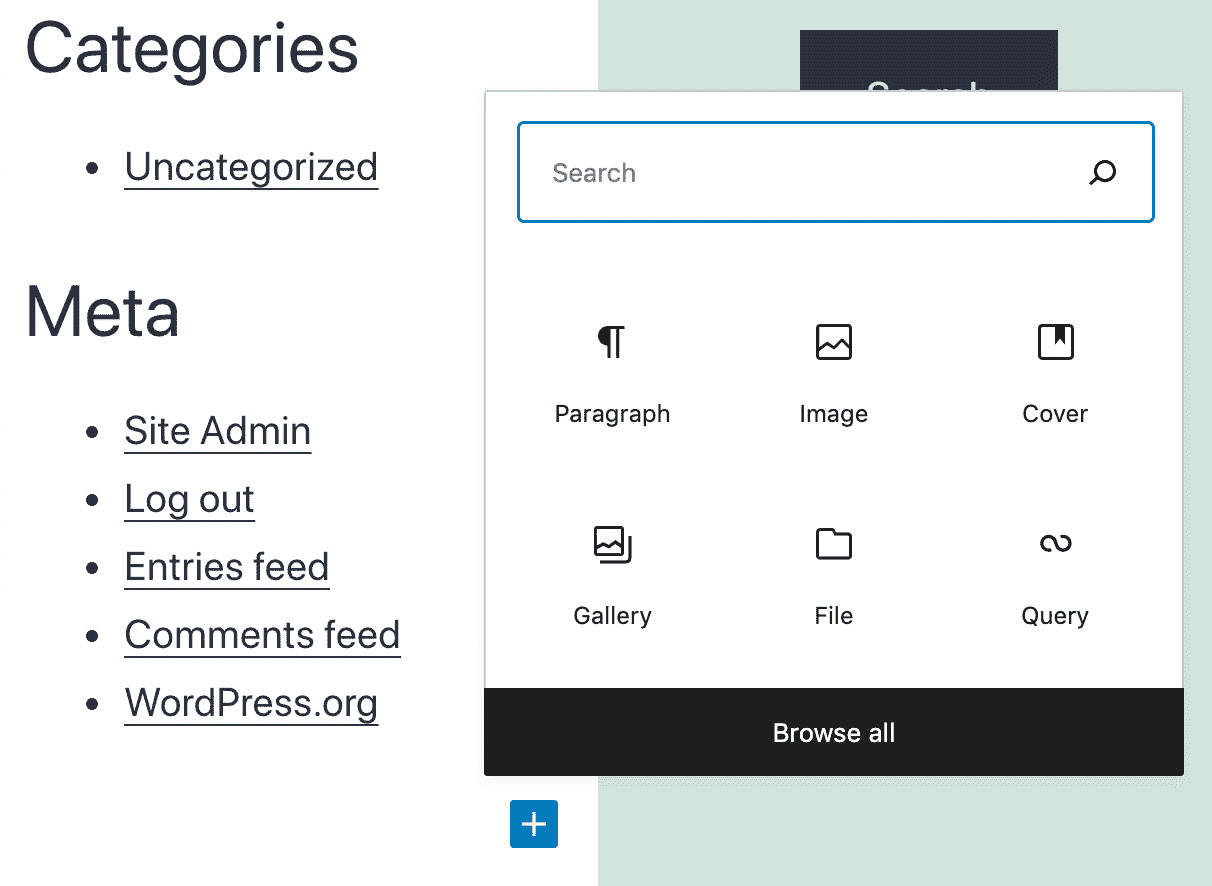 Categories
Uncategorized
Meta
Site Admin
Log out
Entries feed
Comments feed
WordPress.org
Search
Search
Paragraph
Image
Cover
Gallery
File
Query
Browse all